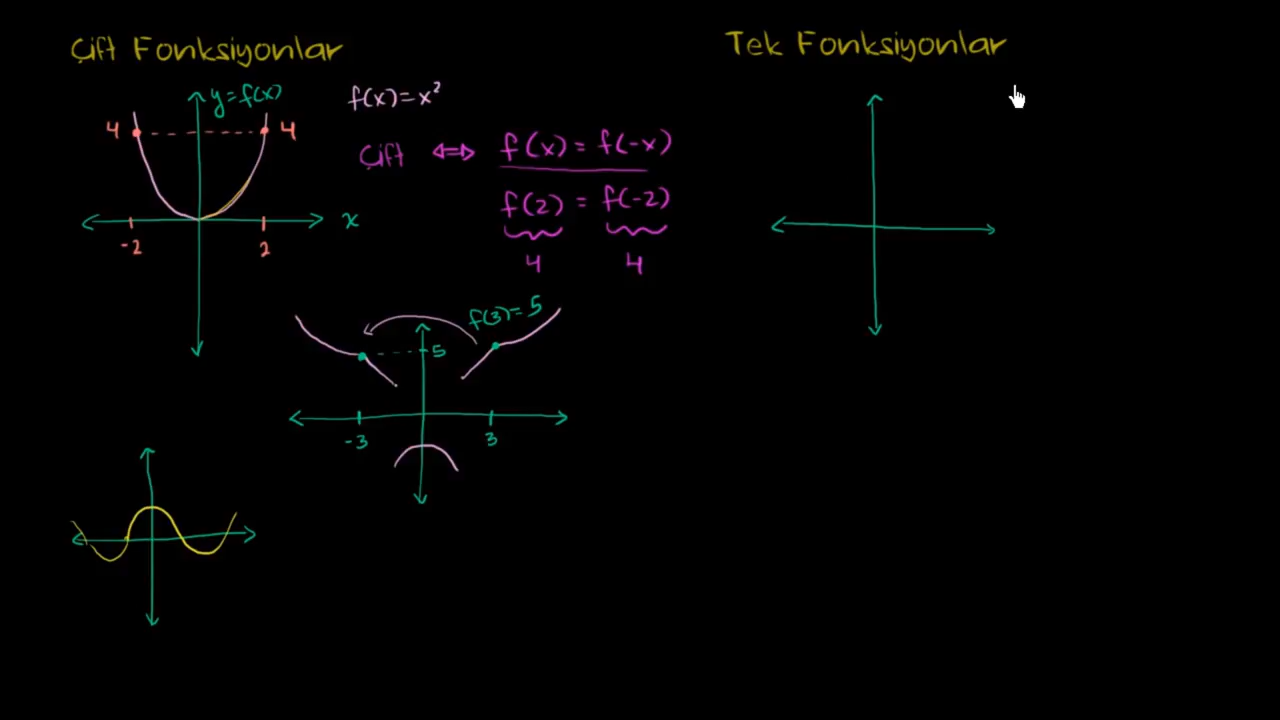 Çift Fonksiyonlar
y=f(x)
f(x)=x²
4
4
Çift ⇔ f(x) = f(-x)
f(2) = f(-2)
4
4
x
-2
2
f(3)=5
5
-3
3
Tek Fonksiyonlar